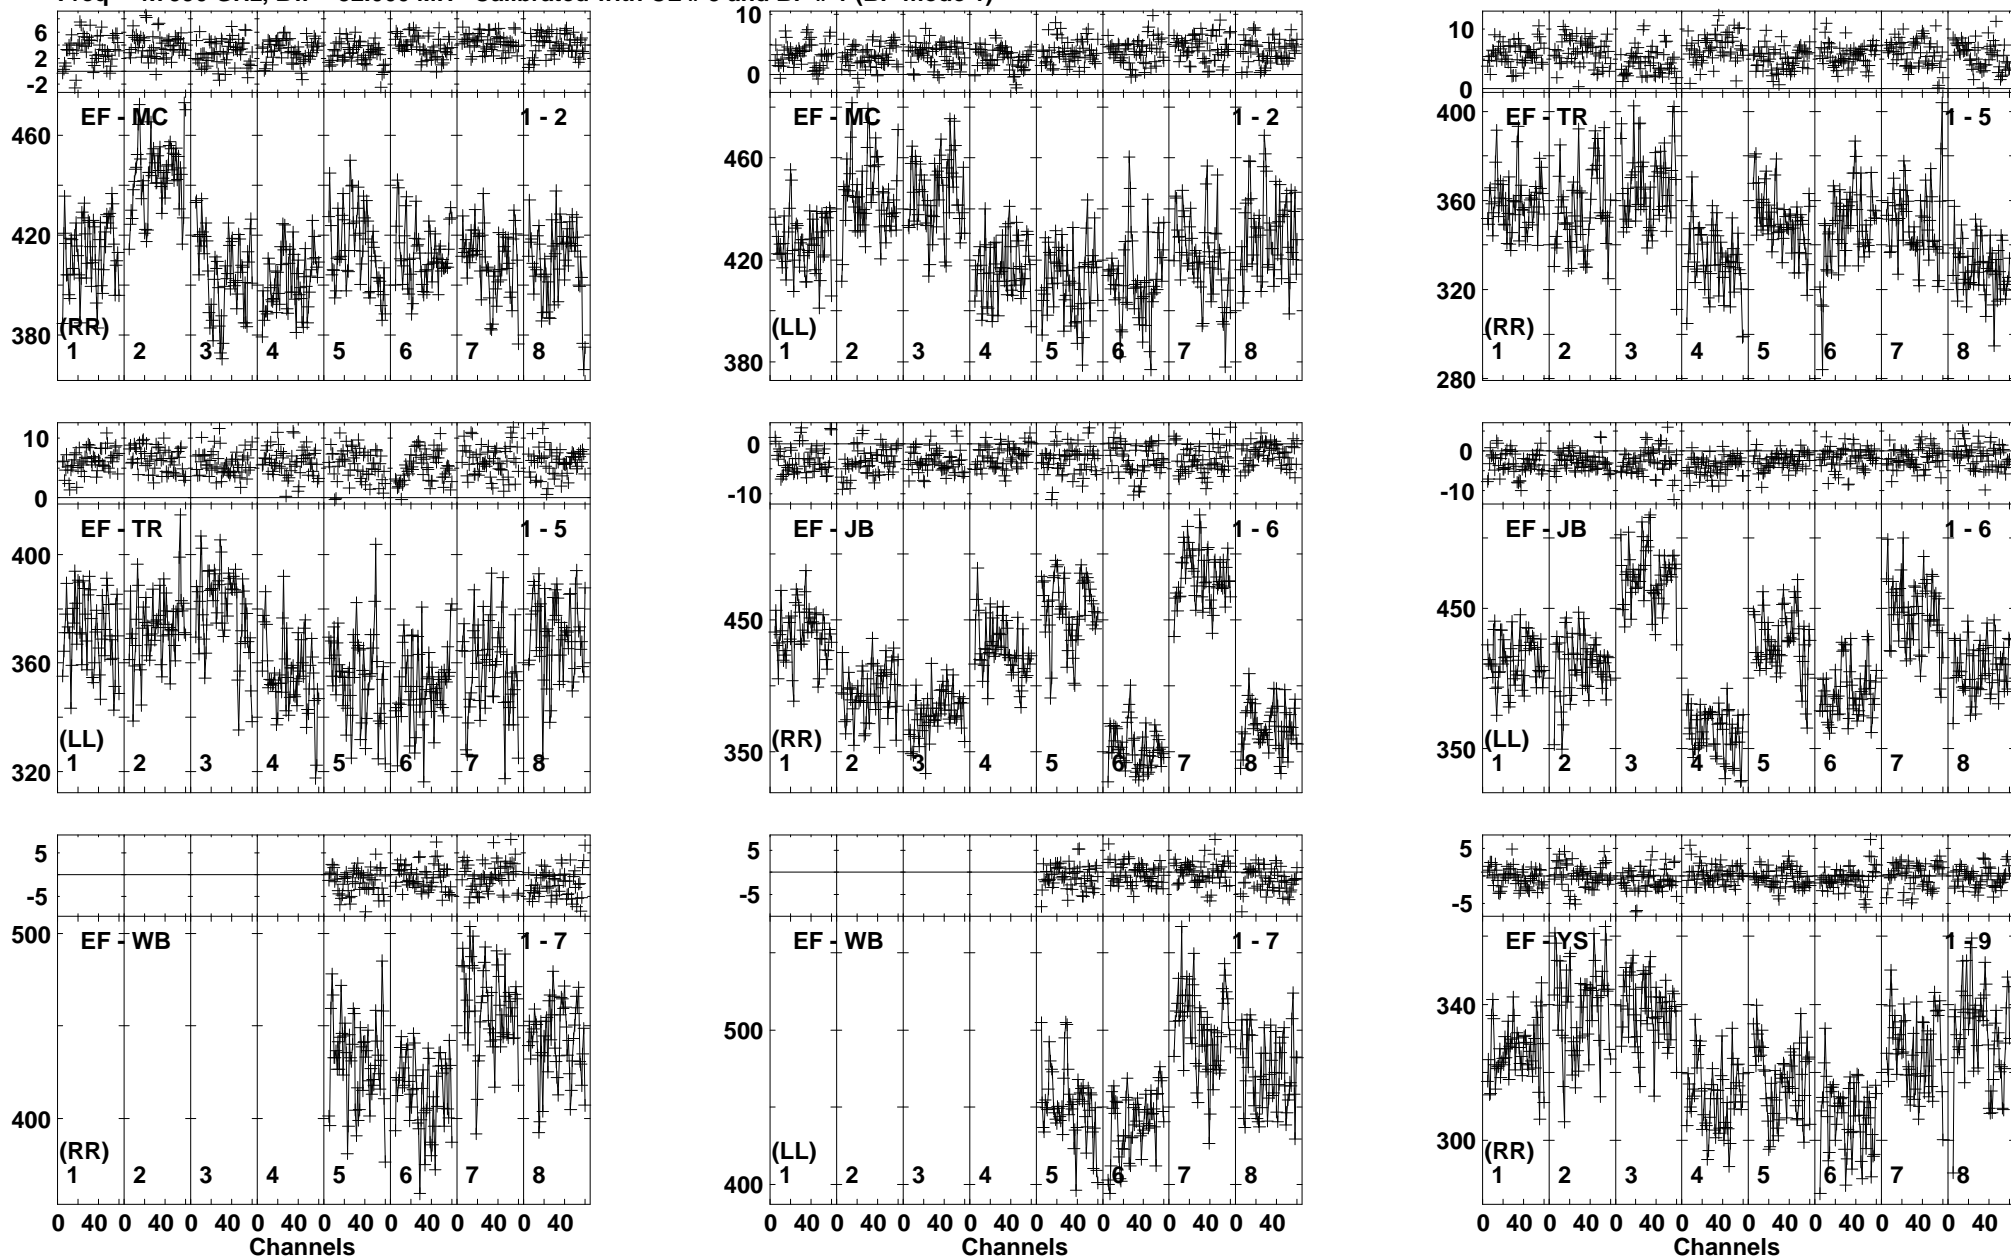 6 2 -2
EF - MC 1 - 2
460 420 380
(RR)
1 2 3 4 5 6 7 8
10 0
EF - MC 1 - 2
460 420 380
(LL)
1 2 3 4 5 6 7 8
10 0
EF - TR 1 - 5
400 360 320 280
(RR)
1 2 3 4 5 6 7 8
10 0
EF - TR 1 - 5
400 360 320
(LL)
1 2 3 4 5 6 7 8
0 -10
EF - JB 1 - 6
450 350
(RR)
1 2 3 4 5 6 7 8
0 -10
EF - JB 1 - 6
450 350
(LL)
1 2 3 4 5 6 7 8
5 -5
EF - WB 1 - 7
500 400
(RR)
1 2 3 4 5 6 7 8
0 40 0 40 0 40 0 40 0 40 0 40 0 40 0 40
Channels
5 -5
EF - WB 1 - 7
500 400
(LL)
1 2 3 4 5 6 7 8
0 40 0 40 0 40 0 40 0 40 0 40 0 40 0 40
Channels
5 -5
EF - YS 1 - 9
340 300
(RR)
1 2 3 4 5 6 7 8
0 40 0 40 0 40 0 40 0 40 0 40 0 40 0 40
Channels